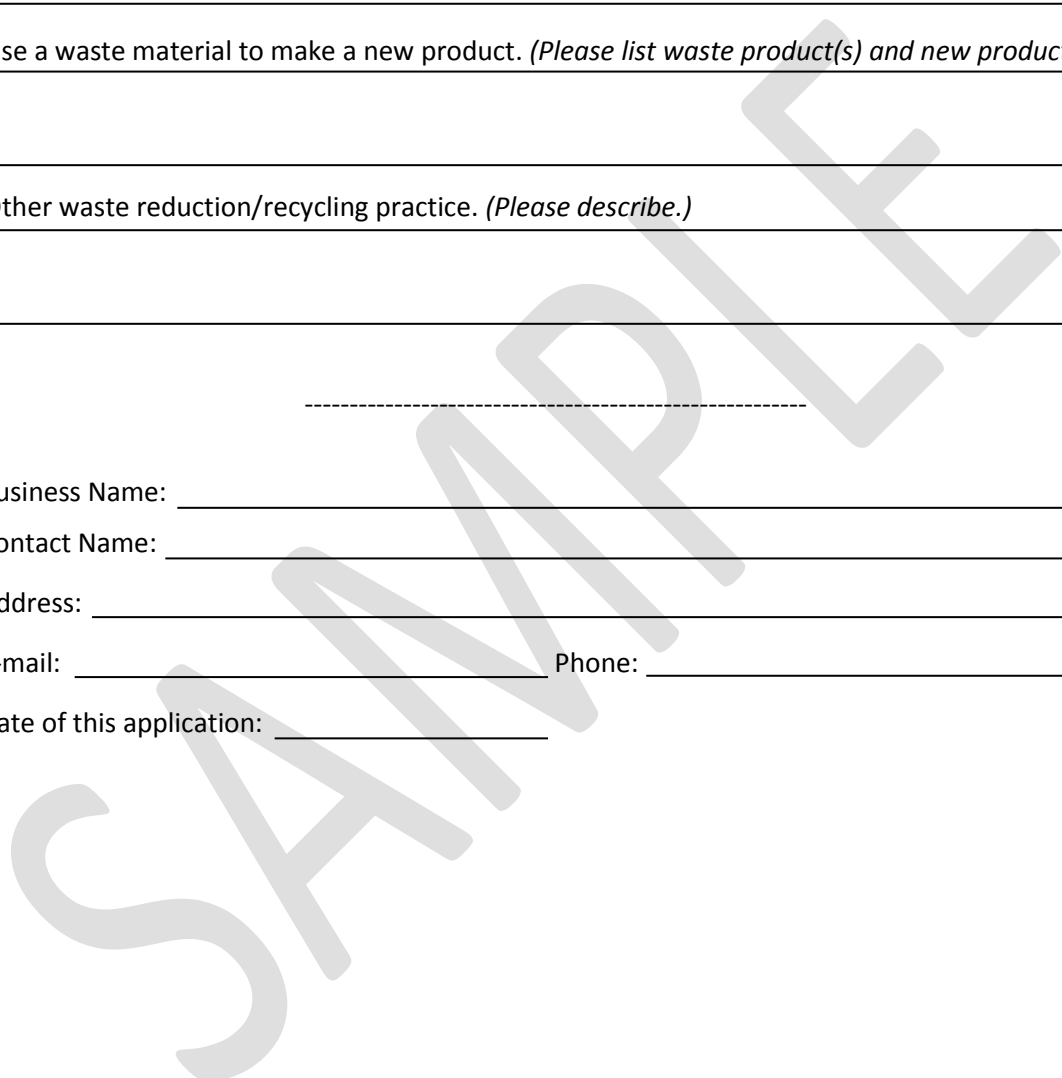 se a waste material to make a new product. (Please list waste product(s) and new product
ther waste reduction/recycling practice. (Please describe.)
-------------------------------------------------------
usiness Name:
ontact Name:
ddress:
-mail: Phone:
ate of this application:
SAMPLE